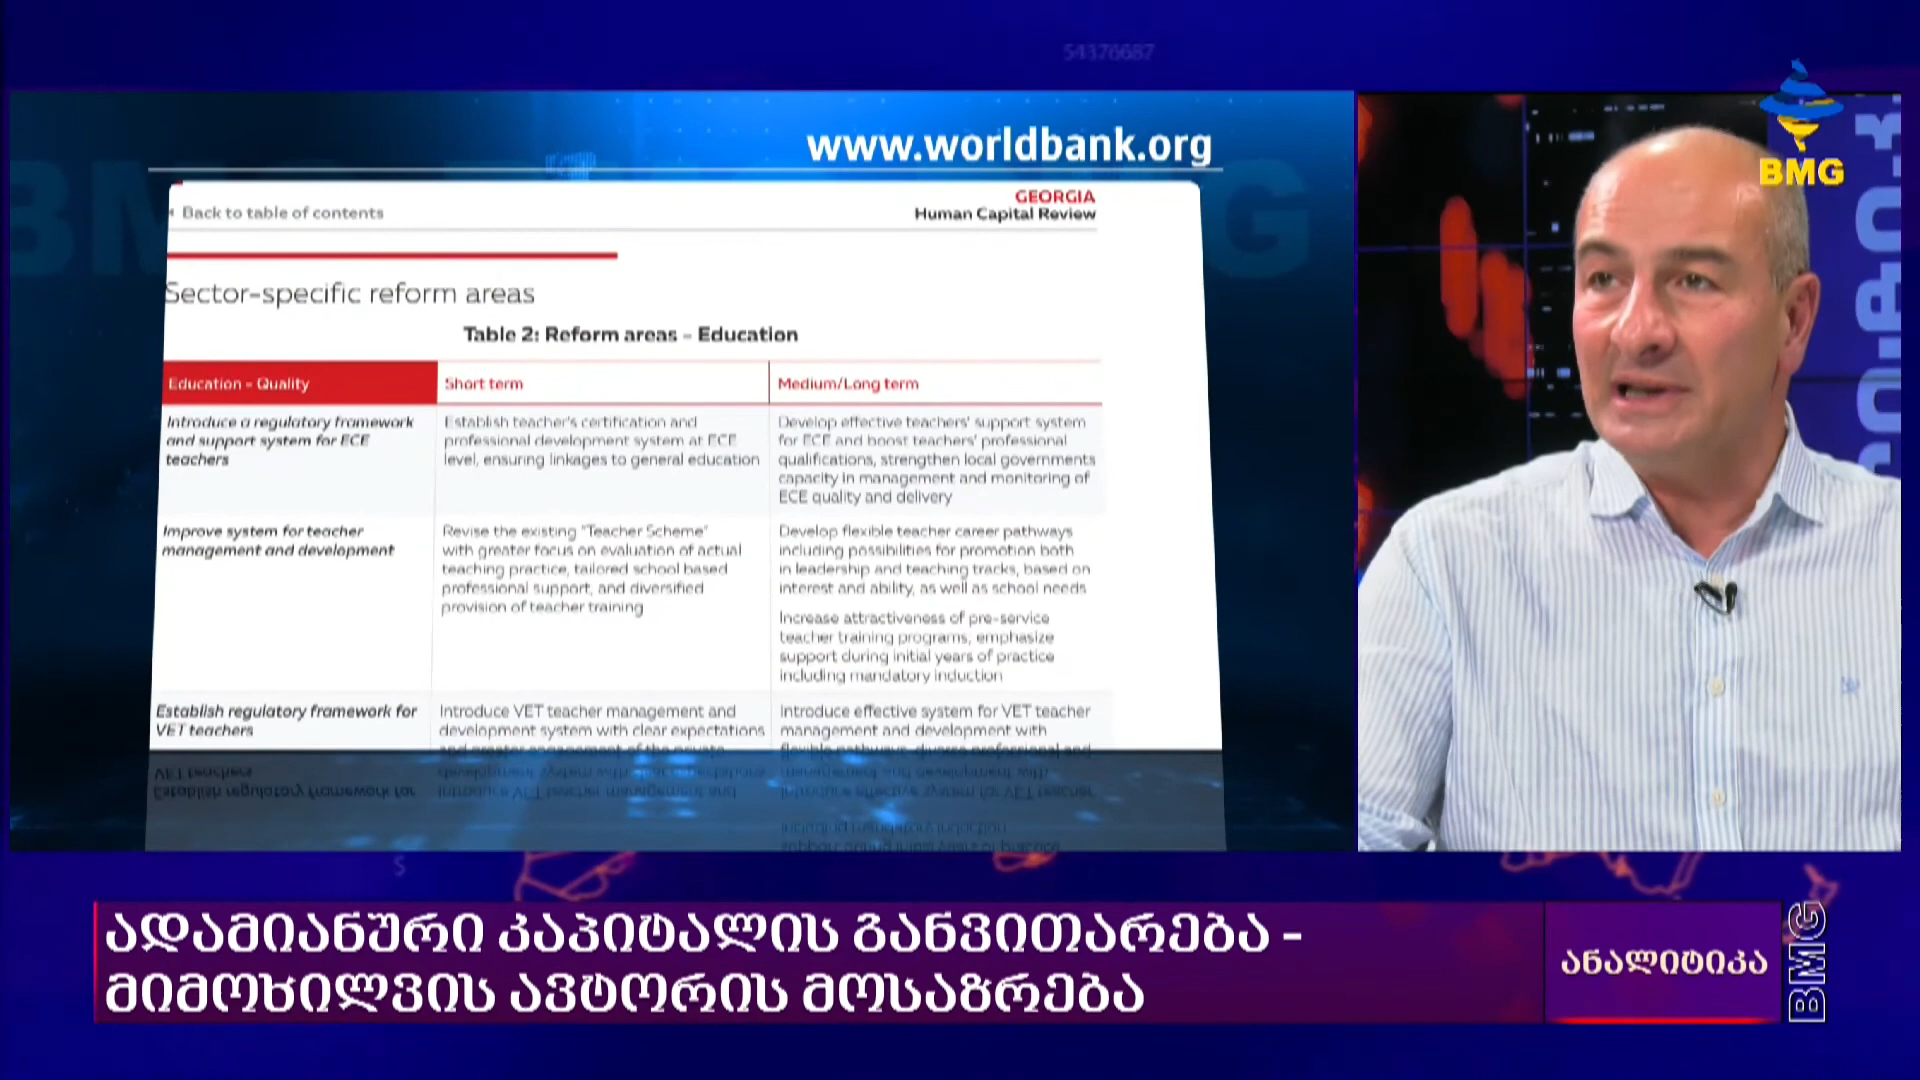 54376687
www.worldbank.org
BMG
Back to table of contents
GEORGIA
Human Capital Review
Sector-specific reform areas
Table 2: Reform areas – Education
Education – Quality
Short term
Medium/Long term
Introduce a regulatory framework
and support system for ECE
teachers
Establish teacher's certification and
professional development system at ECE
level, ensuring linkages to general education
Develop effective teachers' support system
for ECE and boost teachers' professional
qualifications, strengthen local governments
capacity in management and monitoring of
ECE quality and delivery
Improve system for teacher
management and development
Revise the existing "Teacher Scheme"
with greater focus on evaluation of actual
teaching practice, tailored school based
professional support, and diversified
provision of teacher training
Develop flexible teacher career pathways
including possibilities for promotion both
in leadership and teaching tracks, based on
interest and ability, as well as school needs
Increase attractiveness of pre-service
teacher training programs, emphasize
support during initial years of practice
including mandatory induction
Establish regulatory framework for
VET teachers
Introduce VET teacher management and
development system with clear expectations
Introduce effective system for VET teacher
management and development with
ადამიანური კაპიტალის განვითარება -
მიმოხილვის ავტორის მოსაზრება
ანალიტიკა
BMG